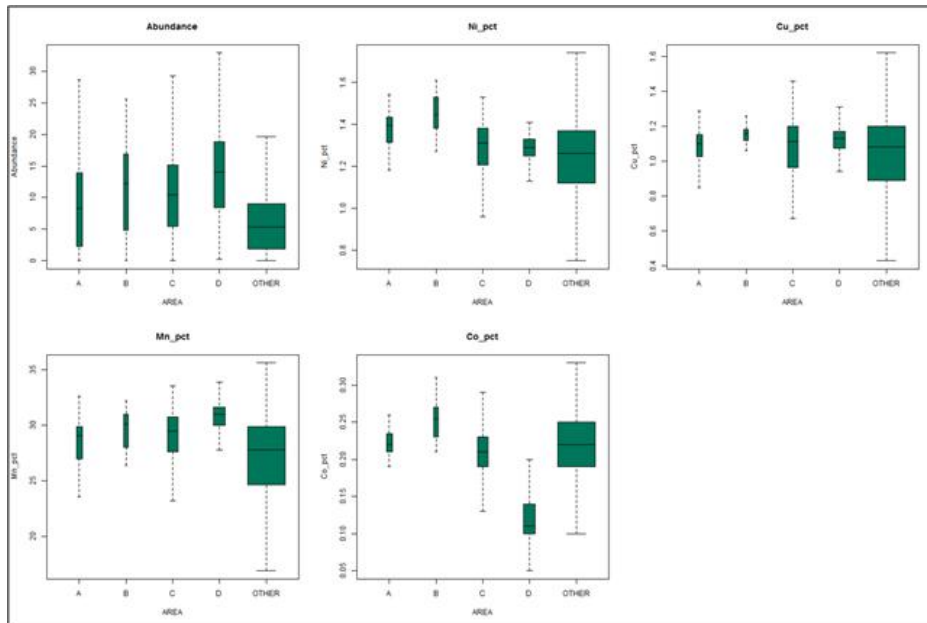 Abundance
Abundance
30
25
20
15
10
5
0
A B C D OTHER
AREA
Ni_pct
Ni_pct
1.6
1.4
1.2
1.0
0.8
A B C D OTHER
AREA
Cu_pct
Cu_pct
1.6
1.4
1.2
1.0
0.8
0.6
0.4
A B C D OTHER
AREA
Mn_pct
Mn_pct
35
30
25
20
A B C D OTHER
AREA
Co_pct
Co_pct
0.30
0.25
0.20
0.15
0.10
0.05
A B C D OTHER
AREA